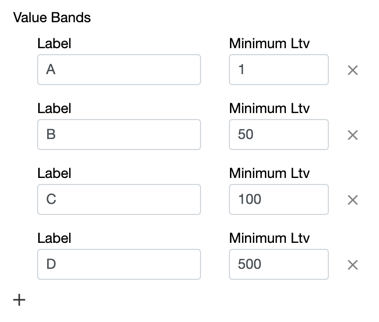 Value Bands
Label Minimum Ltv
A 1
Label Minimum Ltv
B 50
Label Minimum Ltv
C 100
Label Minimum Ltv
D 500